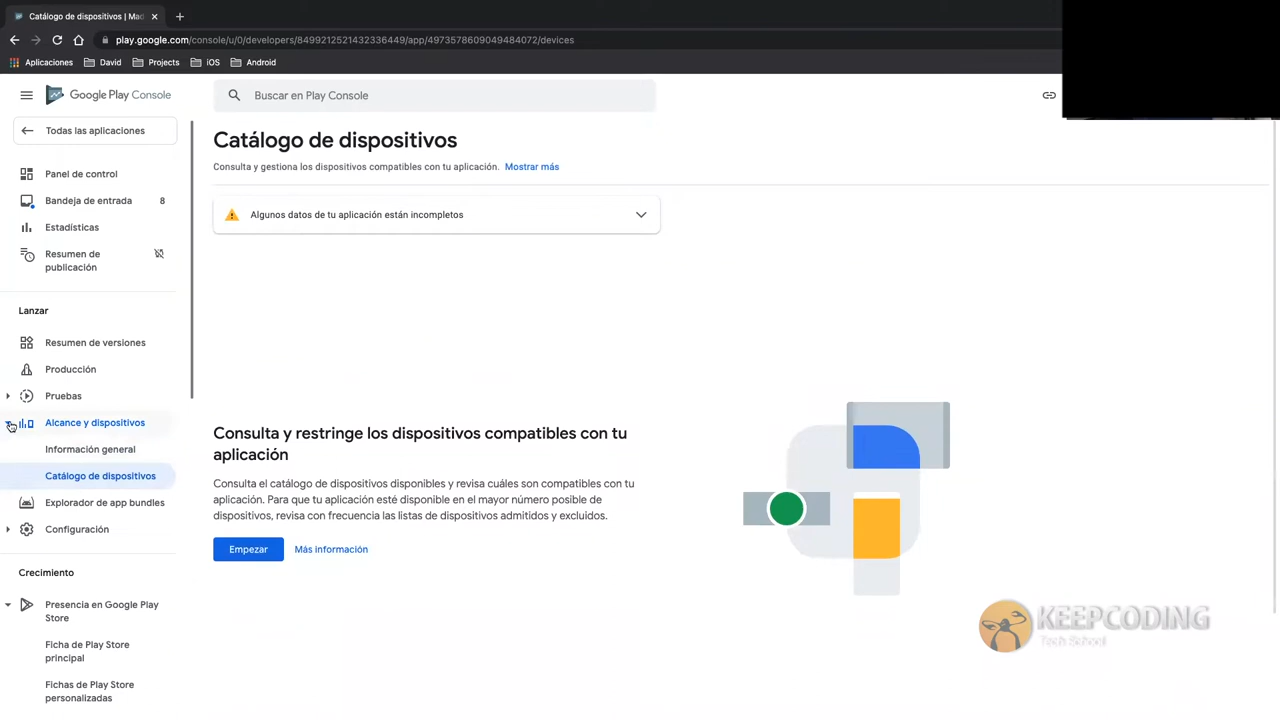 Catálogo de dispositivos | Mad
play.google.com/console/u/0/developers/8499212521432336449/app/4973578609049484072/devices
Aplicaciones
David
Projects
iOS
Android
Google Play Console
Buscar en Play Console
Todas las aplicaciones
Panel de control
Bandeja de entrada 8
Estadísticas
Resumen de
publicación
Lanzar
Resumen de versiones
Producción
Pruebas
Alcance y dispositivos
Información general
Catálogo de dispositivos
Explorador de app bundles
Configuración
Crecimiento
Presencia en Google Play
Store
Ficha de Play Store
principal
Fichas de Play Store
personalizadas
Catálogo de dispositivos
Consulta y gestiona los dispositivos compatibles con tu aplicación. Mostrar más
Algunos datos de tu aplicación están incompletos
Consulta y restringe los dispositivos compatibles con tu
aplicación
Consulta el catálogo de dispositivos disponibles y revisa cuáles son compatibles con tu
aplicación. Para que tu aplicación esté disponible en el mayor número posible de
dispositivos, revisa con frecuencia las listas de dispositivos admitidos y excluidos.
Empezar
Más información
KEEPCODING
Tech School